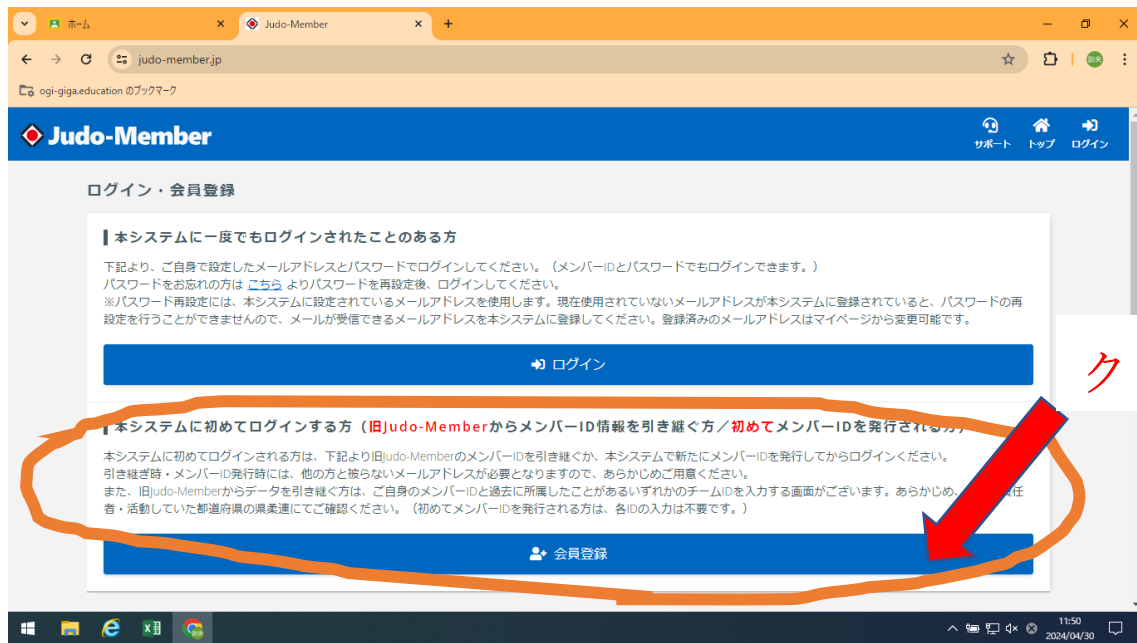 ホーム
Judo-Member
judo-member.jp
ogi-giga.education のブックマーク
Judo-Member
サポート トップ ログイン
ログイン・会員登録
本システムに一度でもログインされたことのある方
下記より、ご自身で設定したメールアドレスとパスワードでログインしてください。（メンバーIDとパスワードでもログインできます。）
パスワードをお忘れの方は こちら よりパスワードを再設定後、ログインしてください。
※パスワード再設定には、本システムに設定されているメールアドレスを使用します。現在使用されていないメールアドレスが本システムに登録されていると、パスワードの再
設定を行うことができませんので、メールが受信できるメールアドレスを本システムに登録してください。登録済みのメールアドレスはマイページから変更可能です。
ログイン
ク
本システムに初めてログインする方（旧Judo-MemberからメンバーID情報を引き継ぐ方／初めてメンバーIDを発行される方）
本システムに初めてログインされる方は、下記より旧Judo-MemberのメンバーIDを引き継ぐか、本システムで新たにメンバーIDを発行してからログインください。
引き継ぎ時・メンバーID発行時には、他の方と被らないメールアドレスが必要となりますので、あらかじめご用意ください。
また、旧Judo-Memberからデータを引き継ぐ方は、ご自身のメンバーIDと過去に所属したことがあるいずれかのチームIDを入力する画面がございます。あらかじめ、任
者・活動していた都道府県の県柔連にてご確認ください。（初めてメンバーIDを発行される方は、各IDの入力は不要です。）
会員登録
11:50
2024/04/30